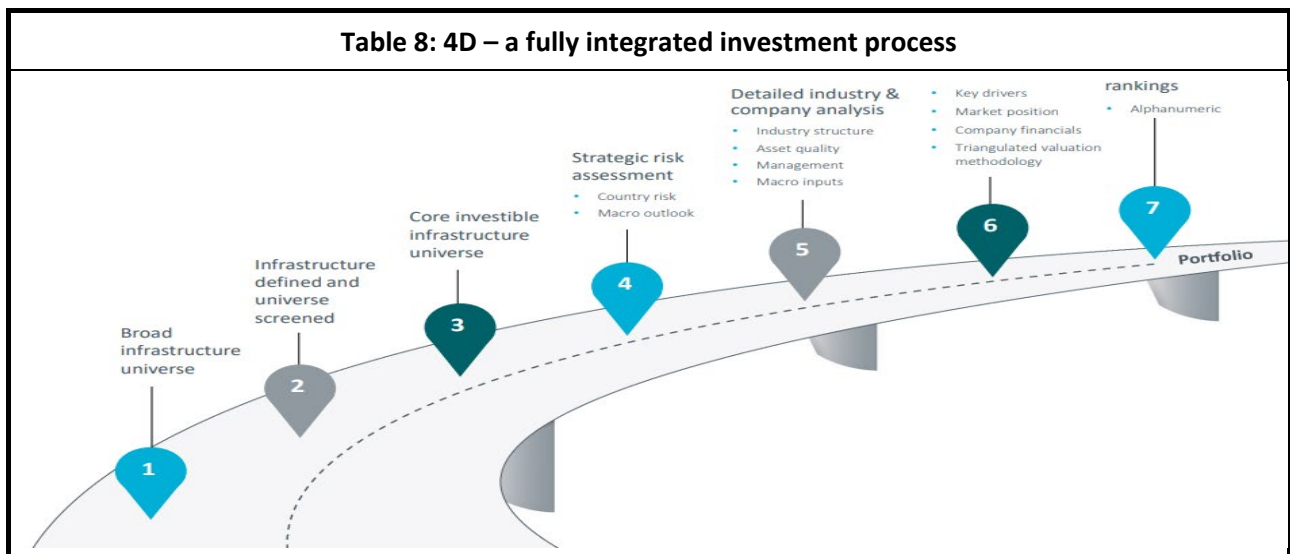 Table 8: 4D – a fully integrated investment process
Broad
infrastructure
universe
1
Infrastructure
defined and
universe
screened
2
Core investible
infrastructure
universe
3
Strategic risk
assessment
• Country risk
• Macro outlook
4
Detailed industry &
company analysis
• Industry structure
• Asset quality
• Management
• Macro inputs
5
• Key drivers
• Market position
• Company financials
• Triangulated valuation
methodology
6
rankings
• Alphanumeric
7
Portfolio